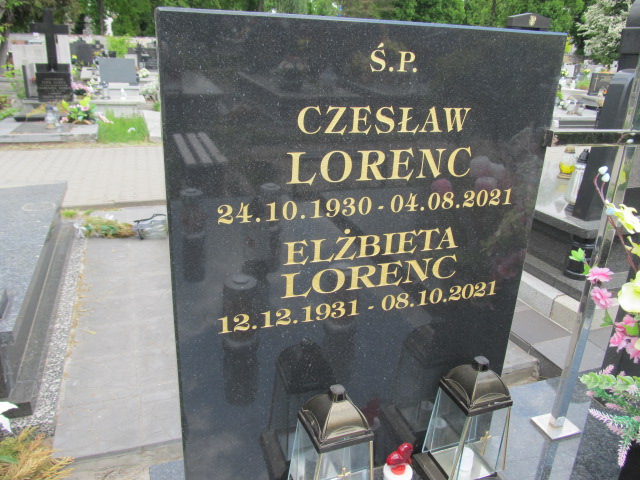 Ś.P.
CZESŁAW
LORENC
24.10.1930 - 04.08.2021
ELŻBIETA
LORENC
12.12.1931 - 08.10.2021